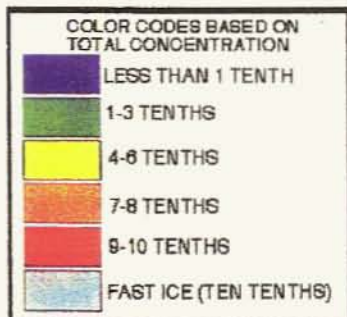 COLOR CODES BASED ON
TOTAL CONCENTRATION
LESS THAN 1 TENTH
1-3 TENTHS
4-6 TENTHS
7-8 TENTHS
9-10 TENTHS
FAST ICE (TEN TENTHS)